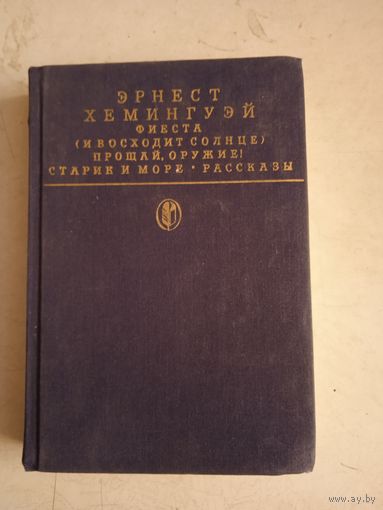 ЭРНЕСТ
ХЕМИНГУЭЙ
ФИЕСТА
(И ВОСХОДИТ СОЛНЦЕ)
ПРОЩАЙ, ОРУЖИЕ!
СТАРИК И МОРЕ • РАССКАЗЫ
www.ay.by